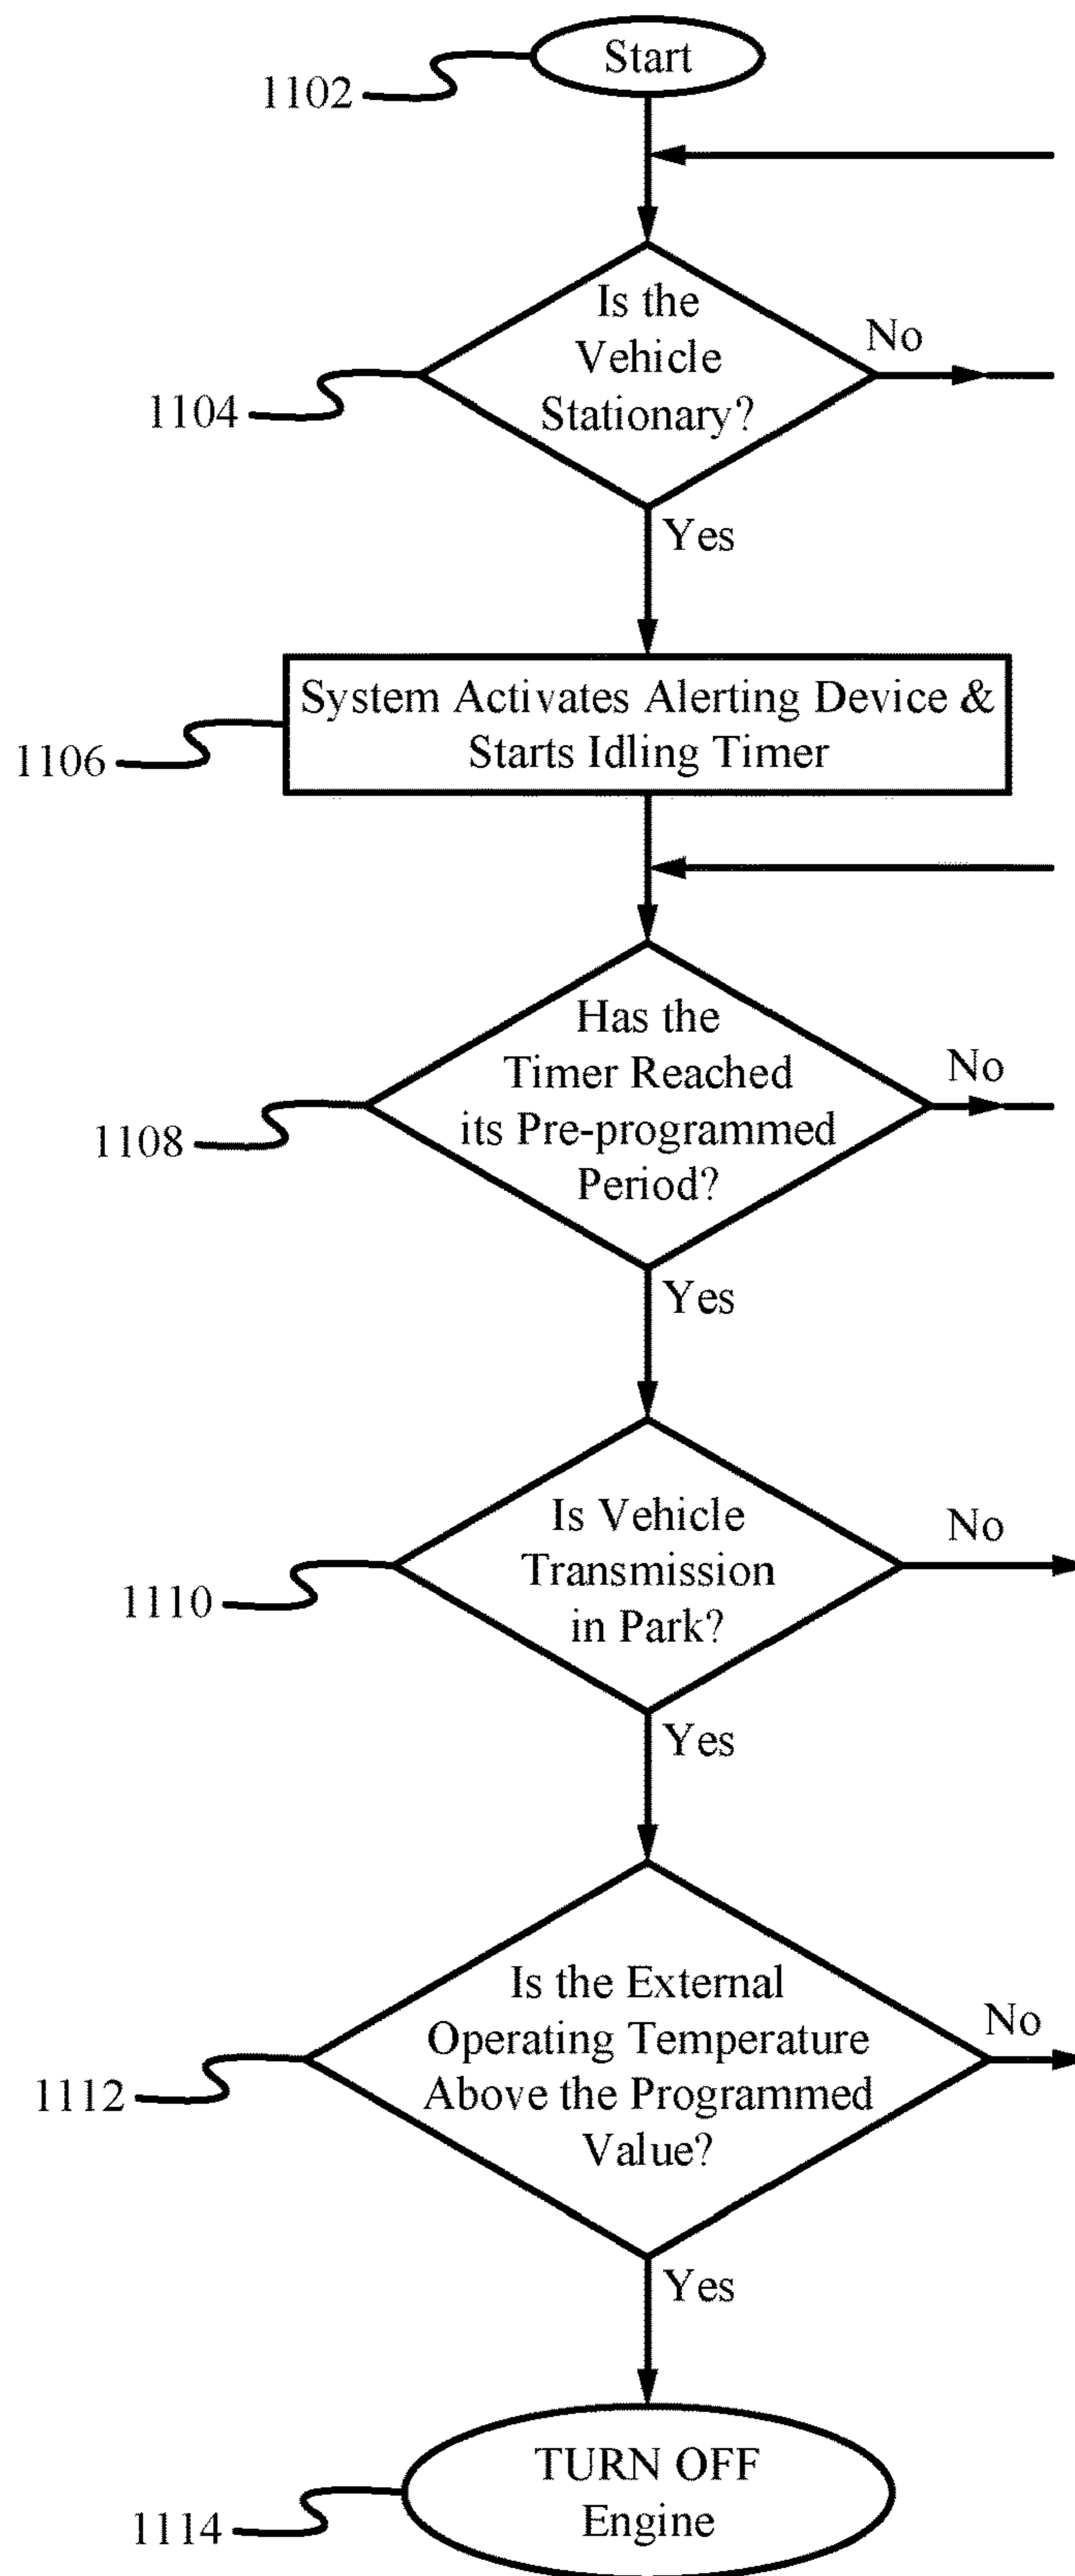 Start
1102
Is the
Vehicle
Stationary?
No
1104
Yes
System Activates Alerting Device &
Starts Idling Timer
1106
Has the
Timer Reached
its Pre-programmed
Period?
No
1108
Yes
Is Vehicle
Transmission
in Park?
No
1110
Yes
Is the External
Operating Temperature
Above the Programmed
Value?
No
1112
Yes
TURN OFF
Engine
1114